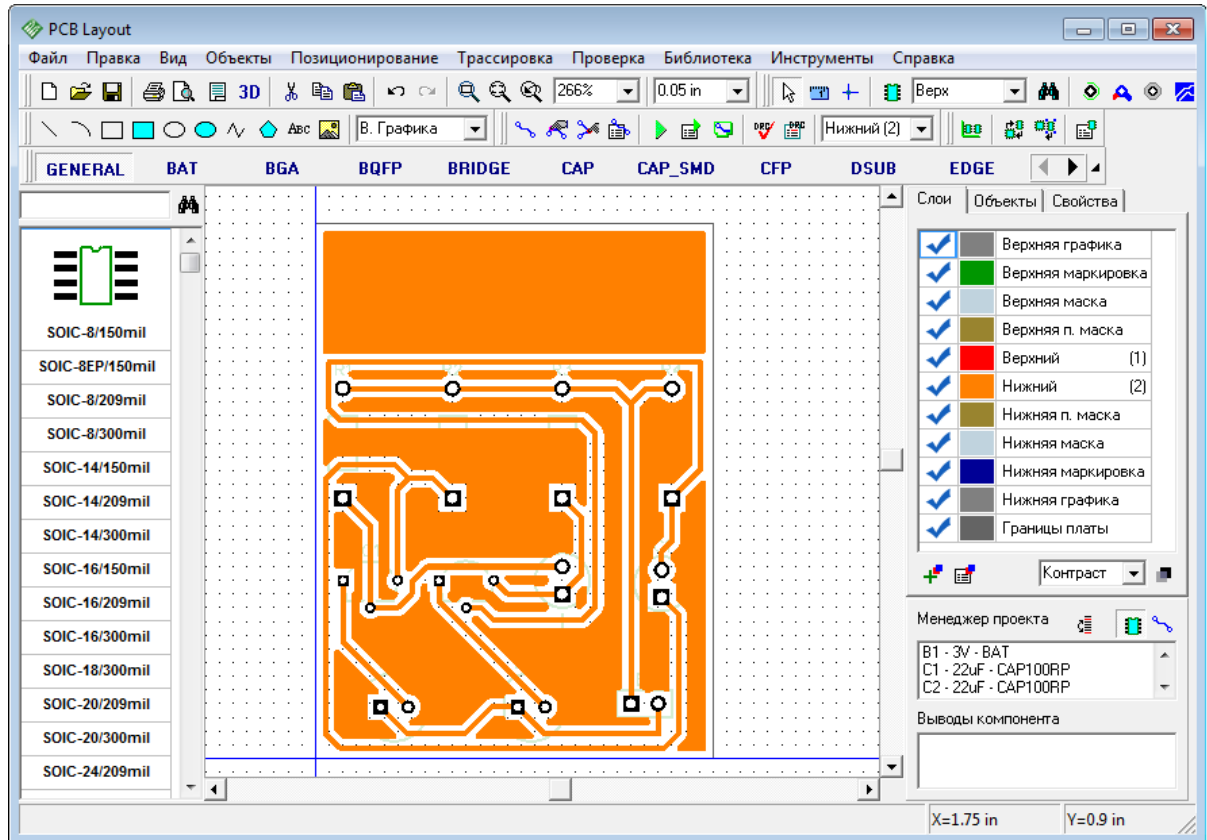 PCB Layout
Файл Правка Вид Объекты Позиционирование Трассировка Проверка Библиотека Инструменты Справка
3D 266% 0.05 in Верх
ABC В. Графика DRC DRC Нижний (2)
GENERAL BAT BGA BQFP BRIDGE CAP CAP_SMD CFP DSUB EDGE
SOIC-8/150mil
SOIC-8EP/150mil
SOIC-8/209mil
SOIC-8/300mil
SOIC-14/150mil
SOIC-14/209mil
SOIC-14/300mil
SOIC-16/150mil
SOIC-16/209mil
SOIC-16/300mil
SOIC-18/300mil
SOIC-20/209mil
SOIC-20/300mil
SOIC-24/209mil
Слои Объекты Свойства
Верхняя графика
Верхняя маркировка
Верхняя маска
Верхняя п. маска
Верхний (1)
Нижний (2)
Нижняя п. маска
Нижняя маска
Нижняя маркировка
Нижняя графика
Границы платы
Контраст
Менеджер проекта
B1 - 3V - BAT
C1 - 22uF - CAP100RP
C2 - 22uF - CAP100RP
Выводы компонента
X=1.75 in Y=0.9 in